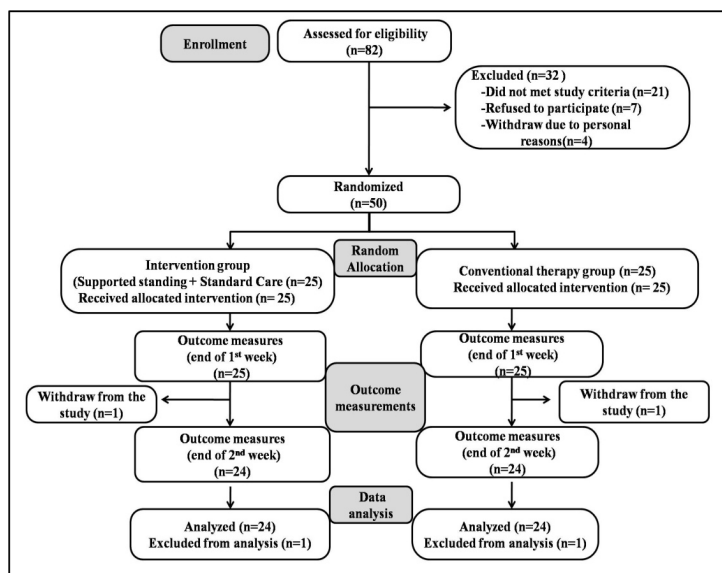 Enrollment
Assessed for eligibility
(n=82)
Excluded (n=32 )
-Did not met study criteria (n=21)
-Refused to participate (n=7)
-Withdraw due to personal
reasons(n=4)
Randomized
(n=50)
Random
Allocation
Intervention group
(Supported standing + Standard Care (n=25)
Received allocated intervention (n= 25)
Conventional therapy group (n=25)
Received allocated intervention (n= 25)
Outcome measures
(end of 1st week)
(n=25)
Outcome measures
(end of 1st week)
(n=25)
Outcome
measurements
Withdraw from the
study (n=1)
Withdraw from the
study (n=1)
Outcome measures
(end of 2nd week)
(n=24)
Outcome measures
(end of 2nd week)
(n=24)
Data
analysis
Analyzed (n=24)
Excluded from analysis (n=1)
Analyzed (n=24)
Excluded from analysis (n=1)